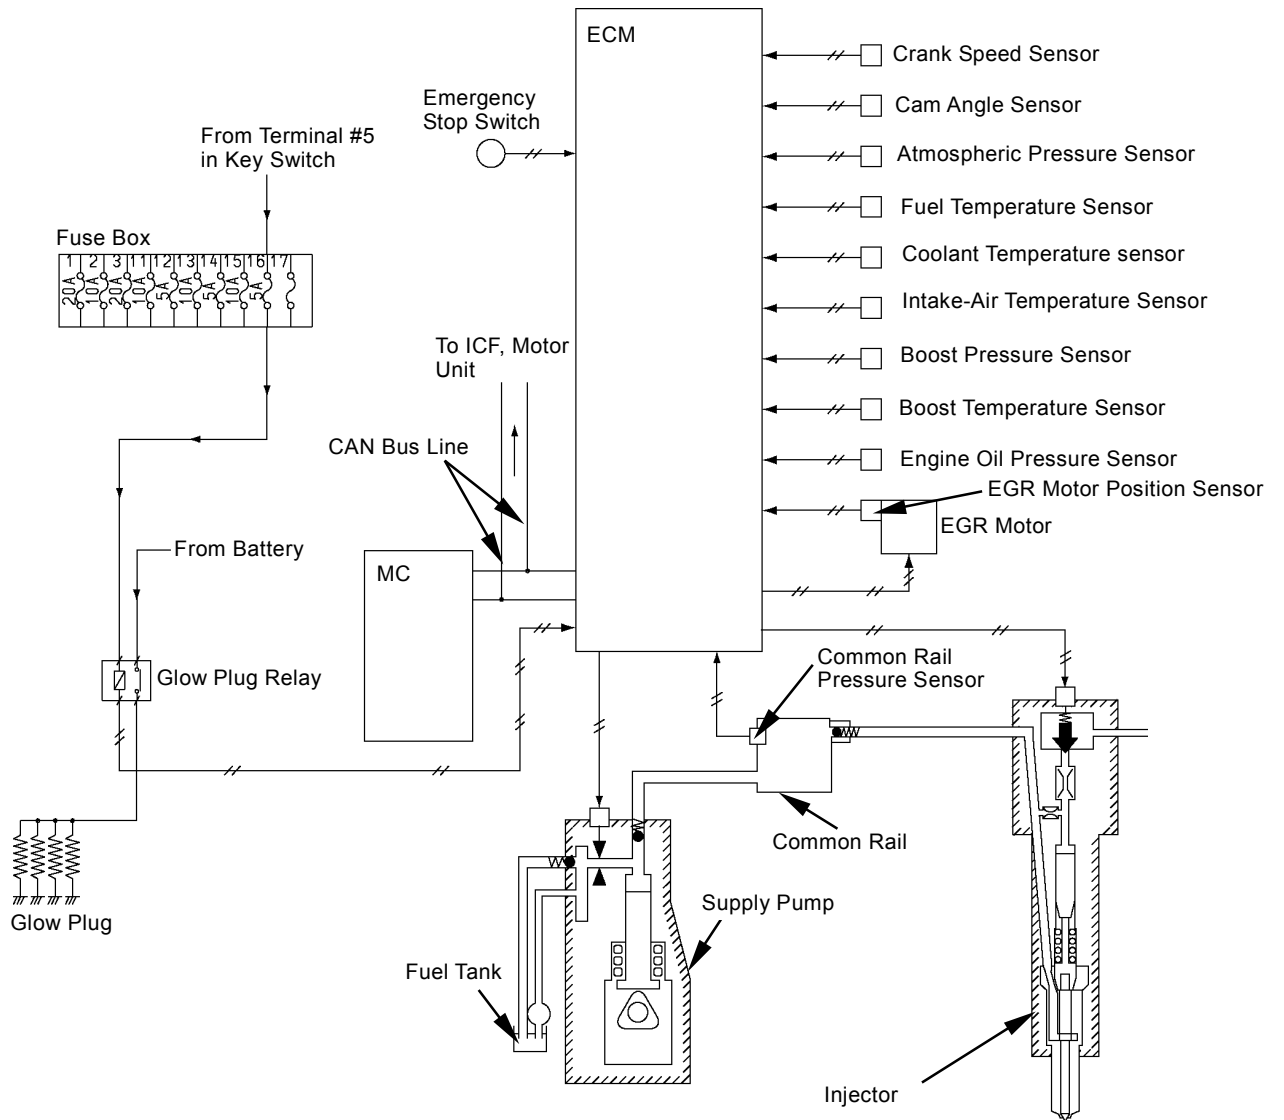 ECM
Crank Speed Sensor
Cam Angle Sensor
Atmospheric Pressure Sensor
Fuel Temperature Sensor
Coolant Temperature sensor
Intake-Air Temperature Sensor
Boost Pressure Sensor
Boost Temperature Sensor
Engine Oil Pressure Sensor
EGR Motor Position Sensor
EGR Motor
Emergency
Stop Switch
From Terminal #5
in Key Switch
Fuse Box
1 2 3 11 12 13 14 15 16 17
20A 10A 20A 10A 5A 10A 5A 10A 5A
To ICF, Motor
Unit
CAN Bus Line
MC
From Battery
Glow Plug Relay
Glow Plug
Common Rail
Pressure Sensor
Common Rail
Supply Pump
Fuel Tank
Injector